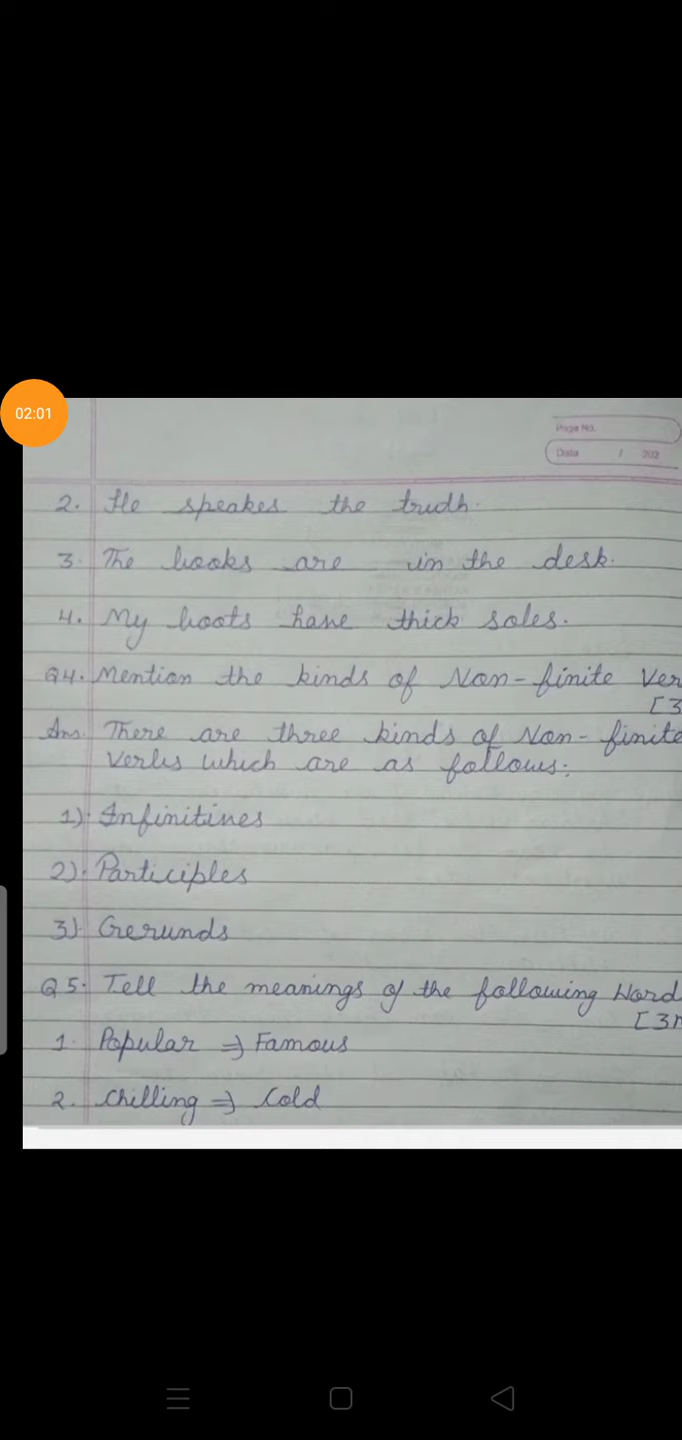 02:01
Page No.
Date / 202
2. He speakes the truth.
3. The books are in the desk.
4. My boots have thick soles.
Q4. Mention the kinds of Non-finite Ver
[3
Ans. There are three kinds of Non-finite
Verbs which are as follows:
1). Infinitives
2). Participles
3). Gerunds
Q5. Tell the meanings of the following Word
[3M
1. Popular ⇒ Famous
2. Chilling ⇒ Cold